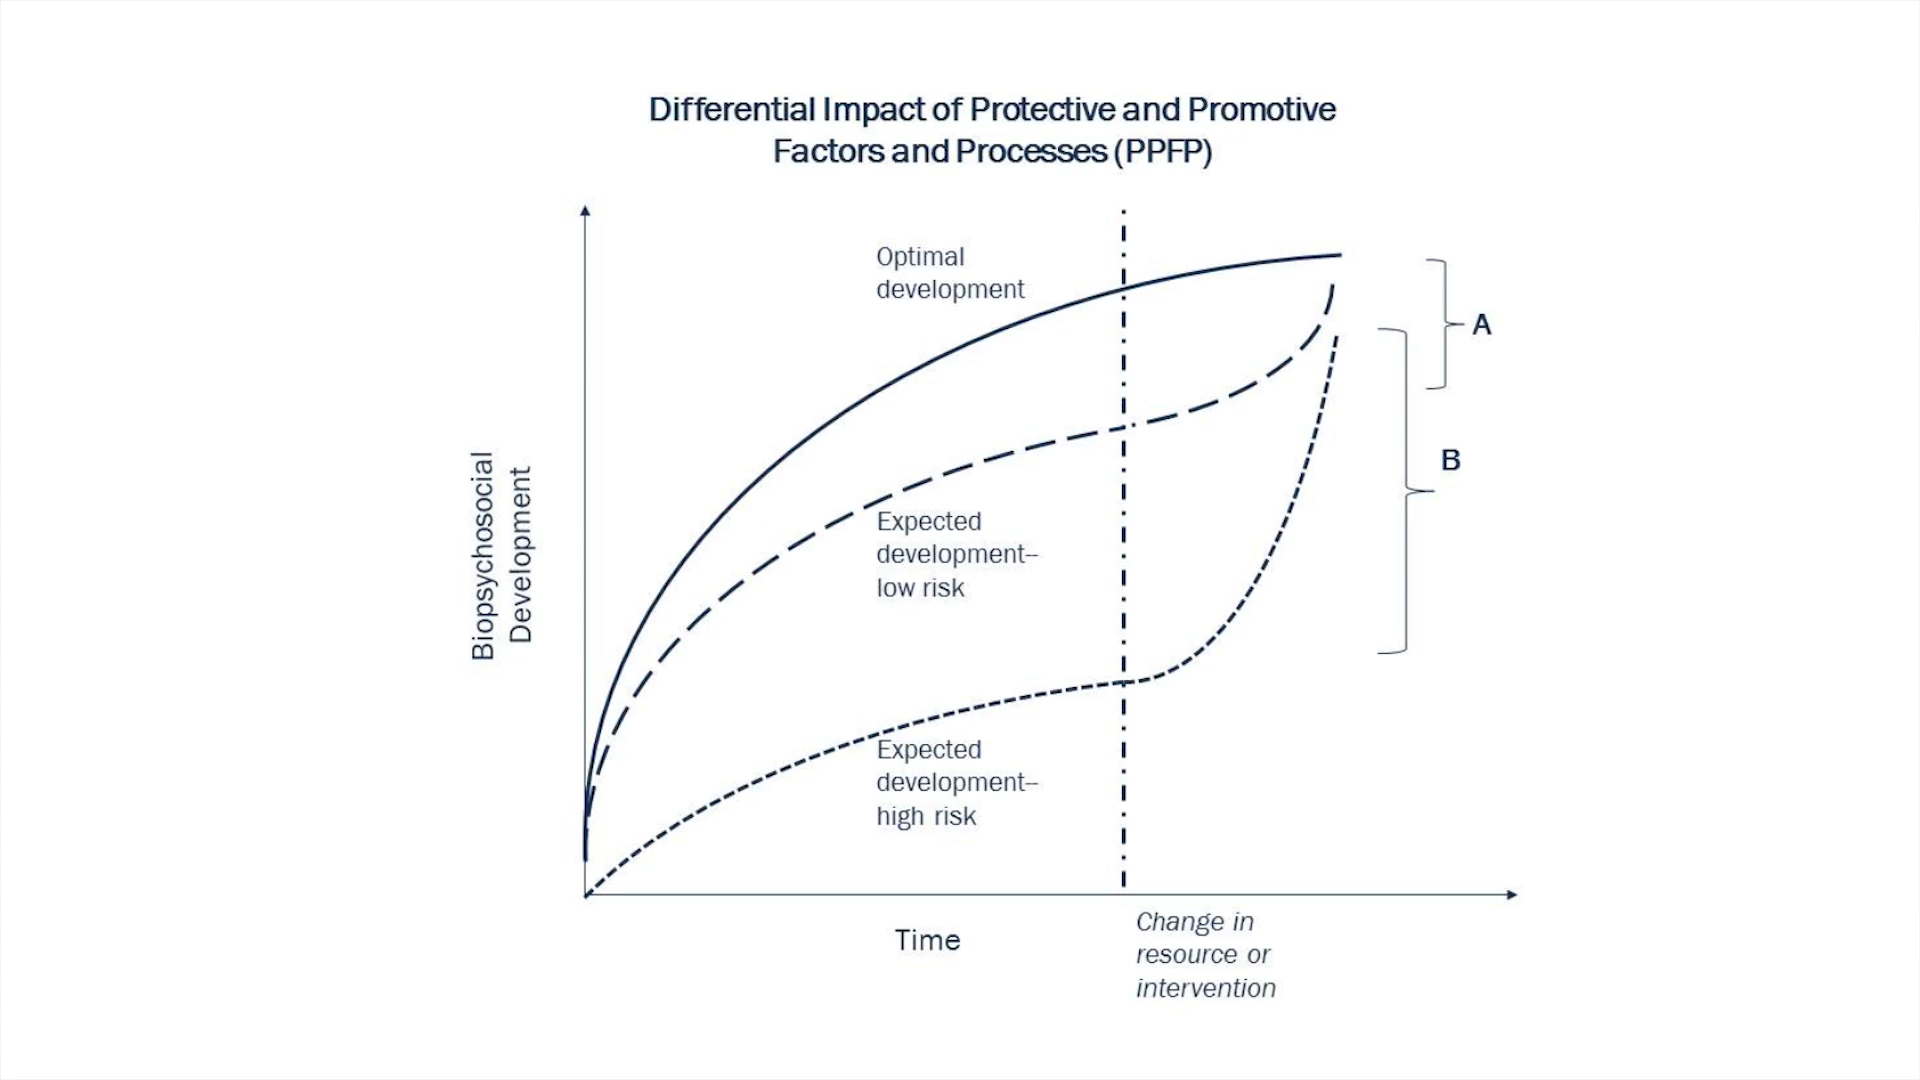 Differential Impact of Protective and Promotive
Factors and Processes (PPFP)
Optimal
development
A
B
Biopsychosocial
Development
Expected
development--
low risk
Expected
development--
high risk
Time
Change in
resource or
intervention